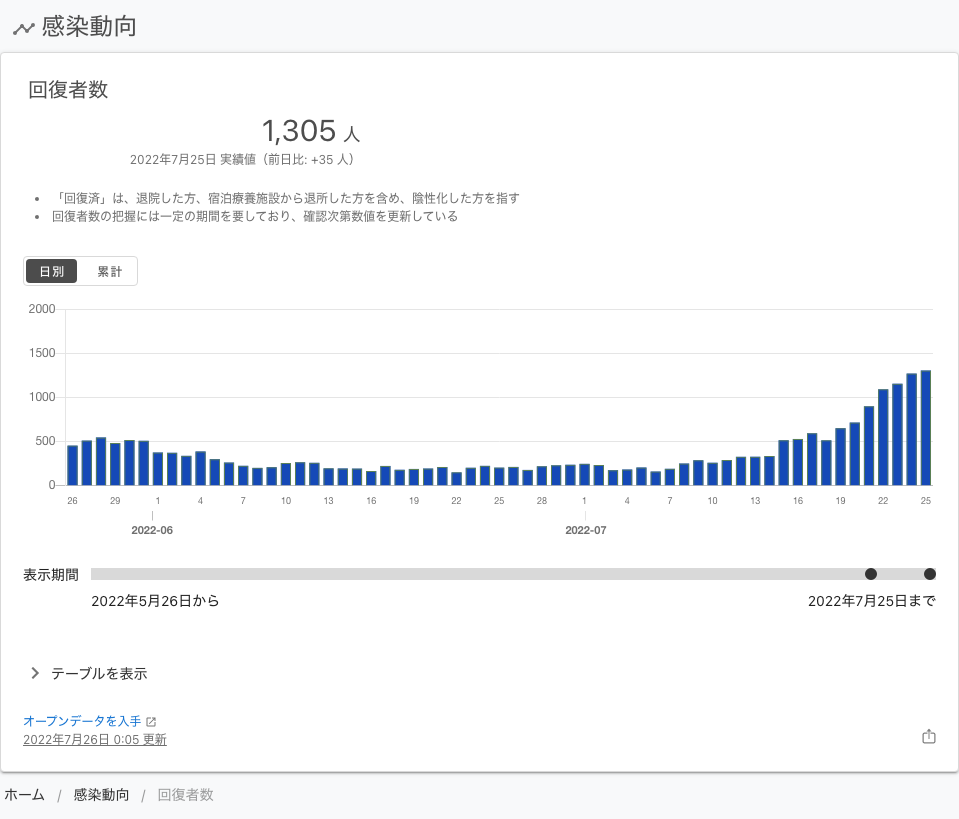 感染動向
回復者数
1,305 人
2022年7月25日 実績値（前日比: +35 人）
「回復済」は、退院した方、宿泊療養施設から退所した方を含め、陰性化した方を指す
回復者数の把握には一定の期間を要しており、確認次第数値を更新している
日別 累計
2000
1500
1000
500
0
26 29 1 4 7 10 13 16 19 22 25 28 1 4 7 10 13 16 19 22 25
2022-06 2022-07
表示期間
2022年5月26日から 2022年7月25日まで
テーブルを表示
オープンデータを入手
2022年7月26日 0:05 更新
ホーム / 感染動向 / 回復者数